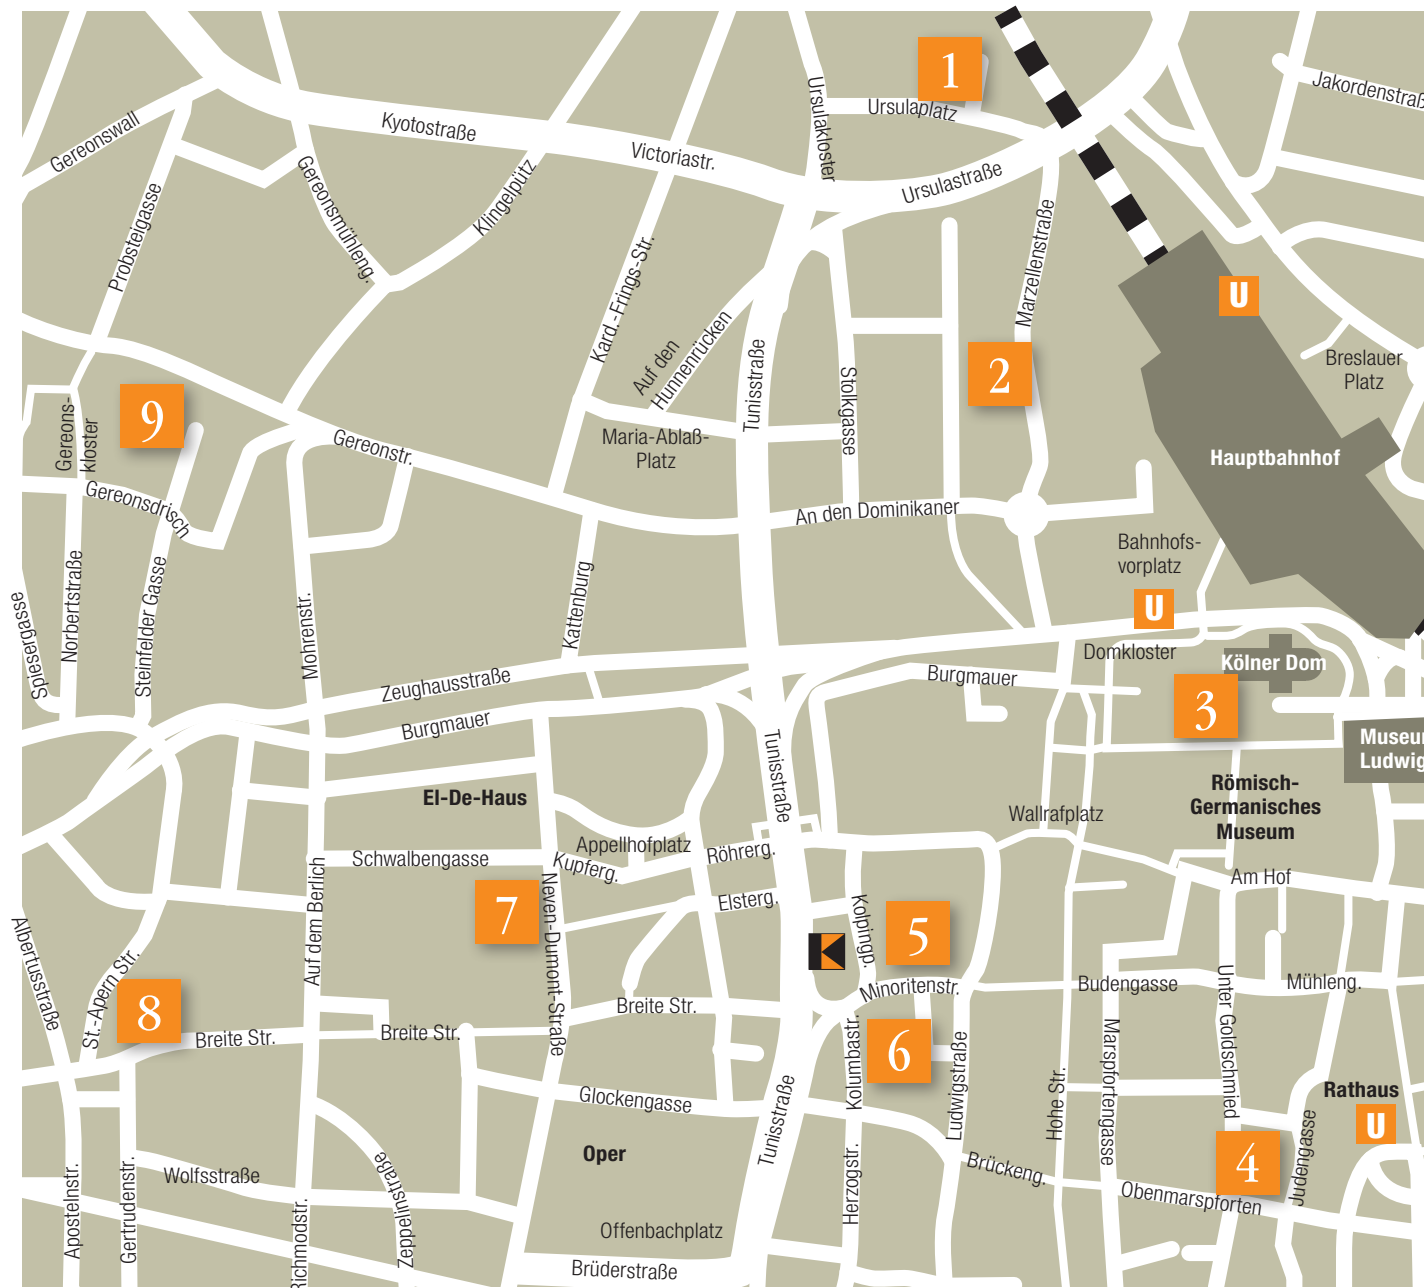 1
Jakordenstraß
Ursulaplatz
Ursulakloster
Kyotostraße
Gereonswall
Victoriastr.
Ursulastraße
Gereonsmühleng.
Klingelpütz
Probsteigasse
Marzellenstraße
Kard.-Frings-Str.
U
Auf den
Hunnenrücken
Tunisstraße
2
Breslauer
Platz
Stolkgasse
9
Gereons-
kloster
Gereonstr.
Maria-Ablaß-
Platz
Hauptbahnhof
Gereonsdrisch
An den Dominikaner
Bahnhofs-
vorplatz
U
Spiesergasse
Norbertstraße
Steinfelder Gasse
Mohrenstr.
Kattenburg
Domkloster
Kölner Dom
Zeughausstraße
Burgmauer
Burgmauer
3
Museum
Ludwig
Tunisstraße
El-De-Haus
Römisch-
Germanisches
Museum
Wallrafplatz
Appellhofplatz
Röhrerg.
Schwalbengasse
Kupferg.
Am Hof
Elsterg.
7
Neven-Dumont-Straße
Auf dem Berlich
Kolpingp.
5
Albertusstraße
St.-Apern Str.
8
Minoritenstr.
Budengasse
Mühleng.
Breite Str.
Breite Str.
Breite Str.
6
Kolumbastr.
Ludwigstraße
Hohe Str.
Marspfortengasse
Unter Goldschmied
Glockengasse
Rathaus
U
Tunisstraße
Oper
4
Judengasse
Brückeng.
Obenmarspforten
Wolfsstraße
Zeppelinstraße
Apostelnstr.
Gertrudenstr.
Richmodstr.
Herzogstr.
Offenbachplatz
Brüderstraße